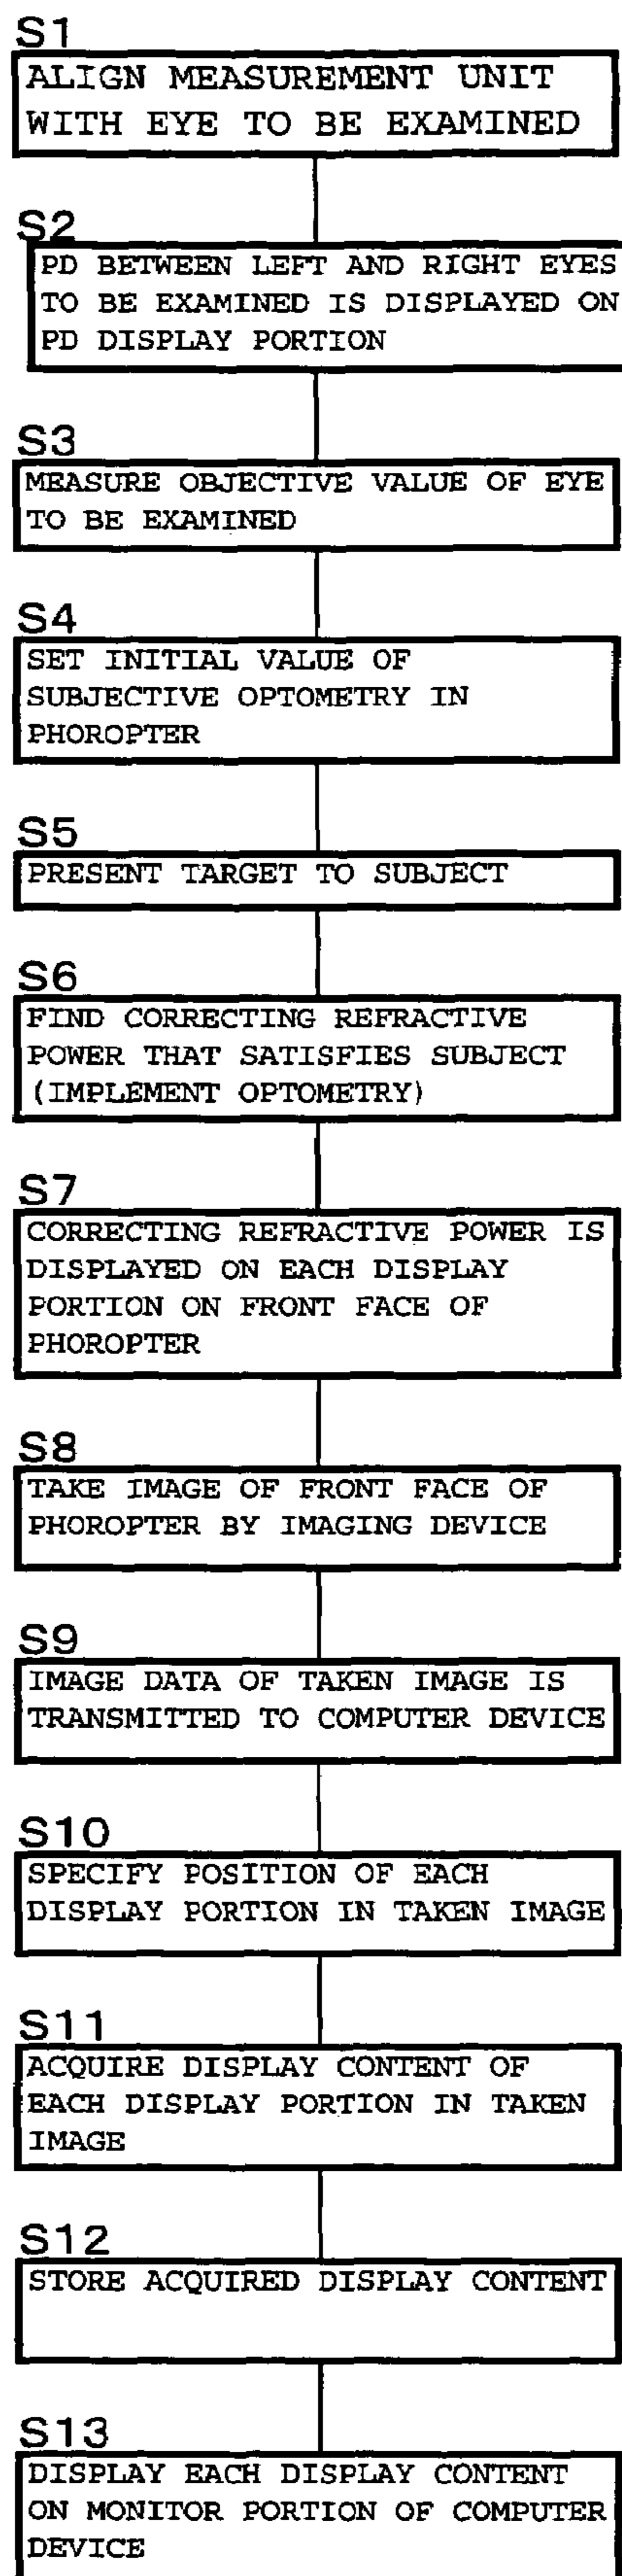 S1
ALIGN MEASUREMENT UNIT
WITH EYE TO BE EXAMINED
S2
PD BETWEEN LEFT AND RIGHT EYES
TO BE EXAMINED IS DISPLAYED ON
PD DISPLAY PORTION
S3
MEASURE OBJECTIVE VALUE OF EYE
TO BE EXAMINED
S4
SET INITIAL VALUE OF
SUBJECTIVE OPTOMETRY IN
PHOROPTER
S5
PRESENT TARGET TO SUBJECT
S6
FIND CORRECTING REFRACTIVE
POWER THAT SATISFIES SUBJECT
(IMPLEMENT OPTOMETRY)
S7
CORRECTING REFRACTIVE POWER IS
DISPLAYED ON EACH DISPLAY
PORTION ON FRONT FACE OF
PHOROPTER
S8
TAKE IMAGE OF FRONT FACE OF
PHOROPTER BY IMAGING DEVICE
S9
IMAGE DATA OF TAKEN IMAGE IS
TRANSMITTED TO COMPUTER DEVICE
S10
SPECIFY POSITION OF EACH
DISPLAY PORTION IN TAKEN IMAGE
S11
ACQUIRE DISPLAY CONTENT OF
EACH DISPLAY PORTION IN TAKEN
IMAGE
S12
STORE ACQUIRED DISPLAY CONTENT
S13
DISPLAY EACH DISPLAY CONTENT
ON MONITOR PORTION OF COMPUTER
DEVICE